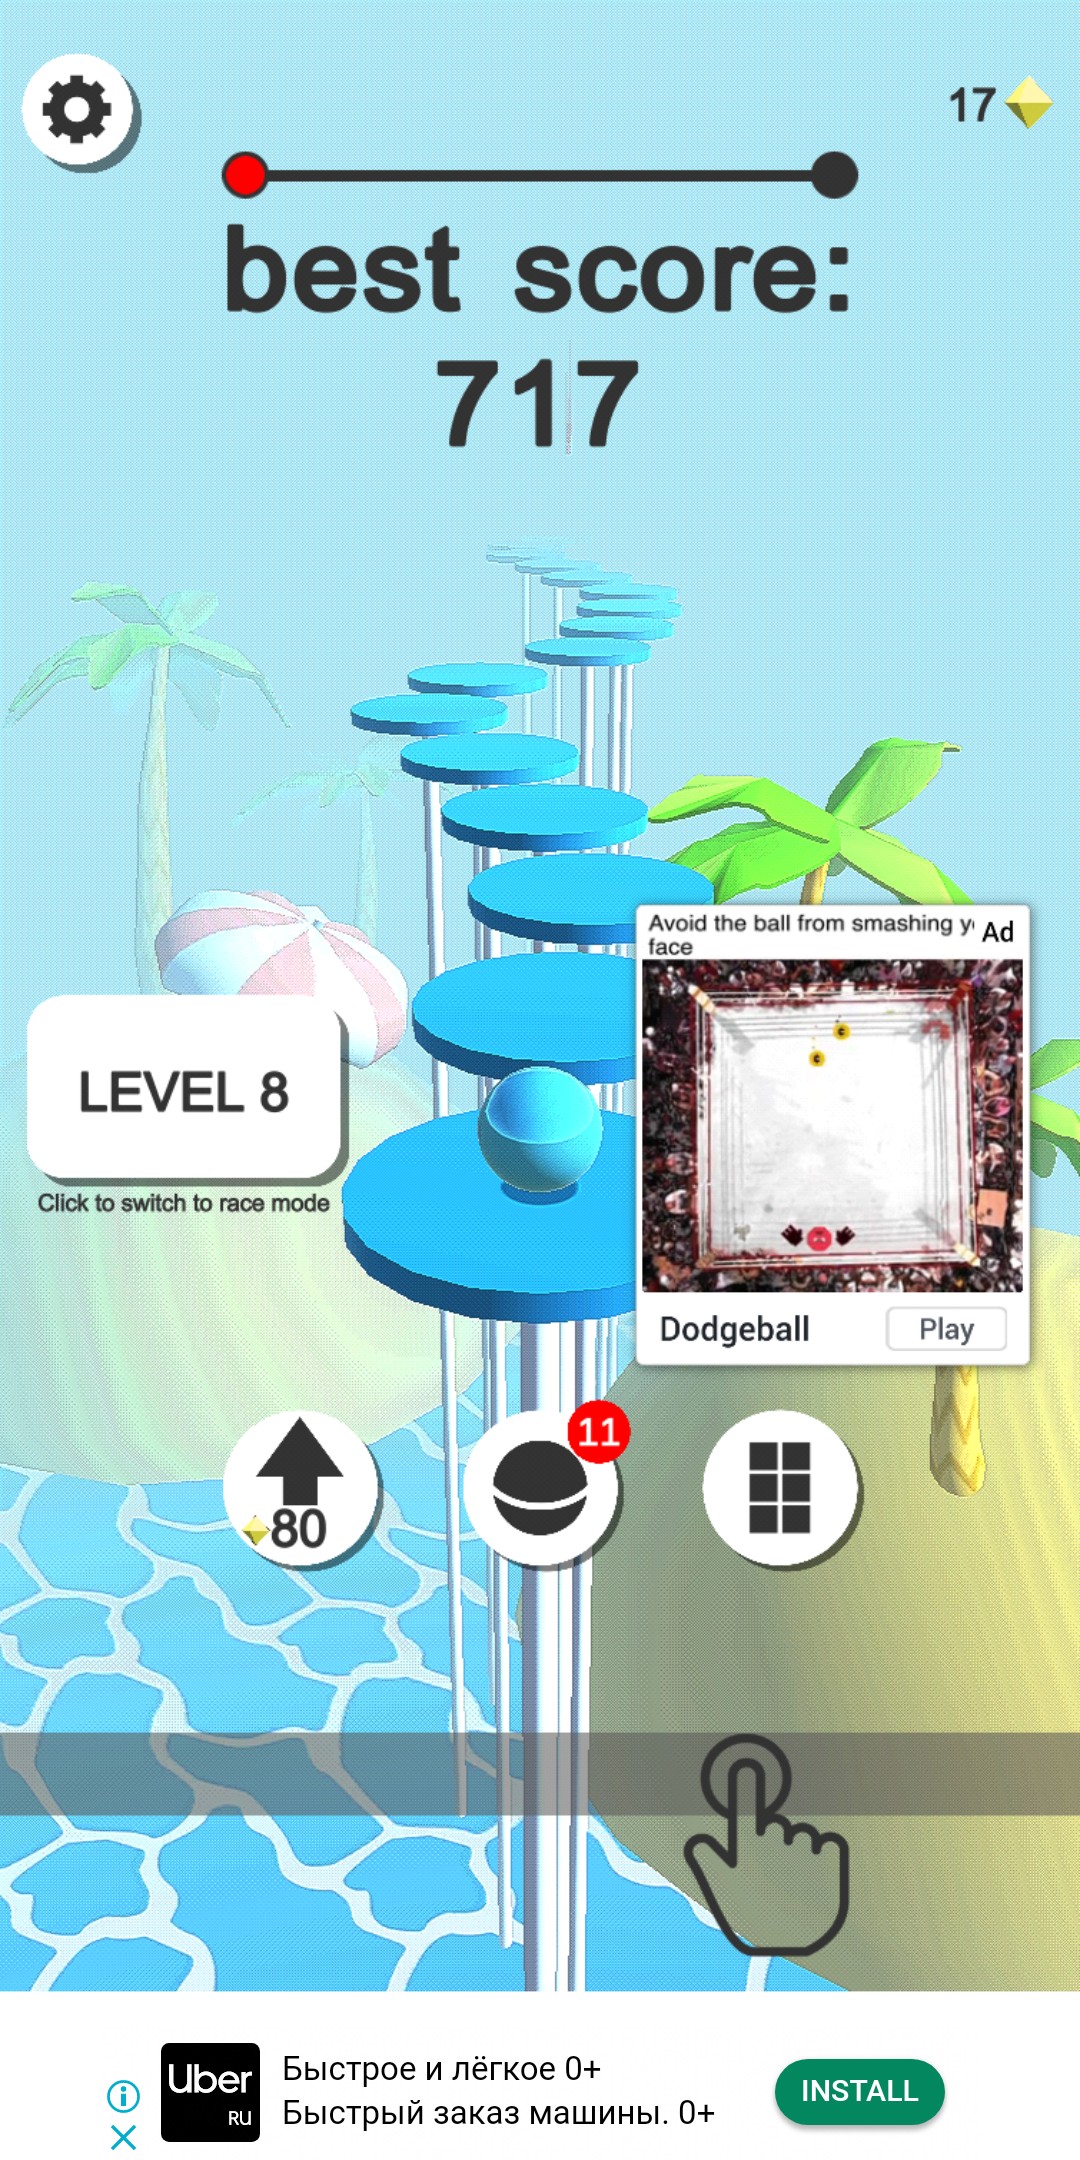 17
best score:
717
Avoid the ball from smashing y
face
Ad
LEVEL 8
Click to switch to race mode
Dodgeball
Play
11
80
Uber
RU
Быстрое и лёгкое 0+
Быстрый заказ машины. 0+
INSTALL